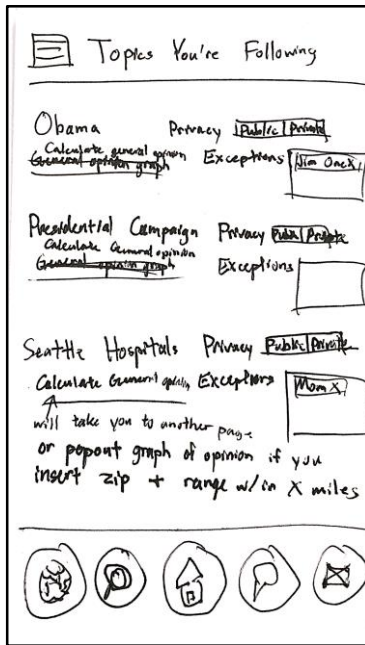 Topics You're Following
Obama Privacy Public Private
Calculate general opinion
General opinion graph Exceptions Jim One X
Presidential Campaign Privacy Public Private
Calculate General opinion
General opinion graph Exceptions
Seattle Hospitals Privacy Public Private
Calculate General opinion Exceptions Mom X
will take you to another page
or popout graph of opinion if you
insert zip + range w/in X miles